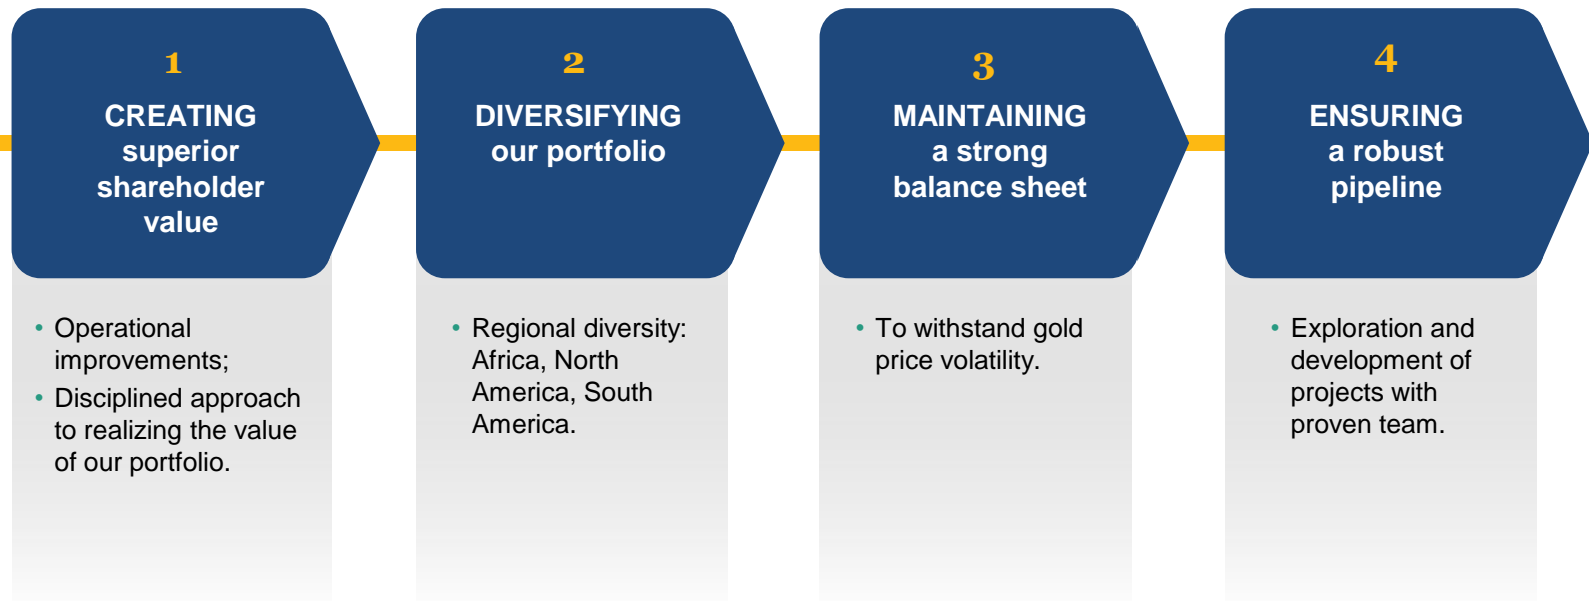 1
CREATING
superior
shareholder
value
• Operational
improvements;
• Disciplined approach
to realizing the value
of our portfolio.
2
DIVERSIFYING
our portfolio
• Regional diversity:
Africa, North
America, South
America.
3
MAINTAINING
a strong
balance sheet
• To withstand gold
price volatility.
4
ENSURING
a robust
pipeline
• Exploration and
development of
projects with
proven team.